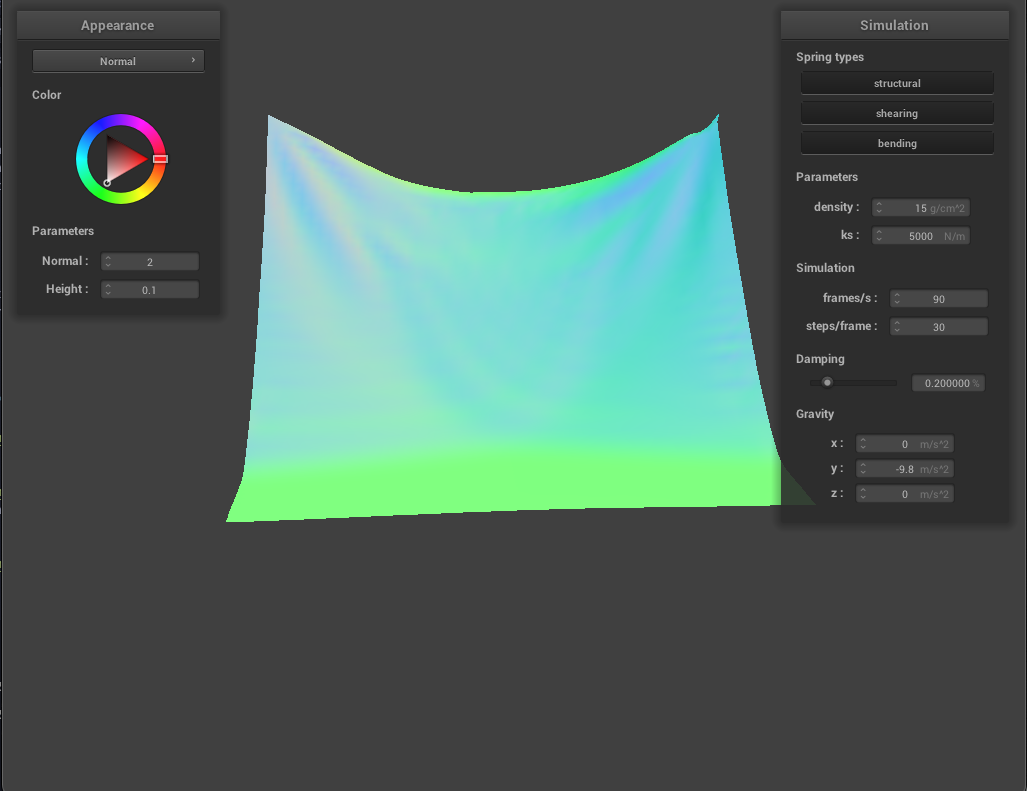 Appearance
Normal
Color
Parameters
Normal : 2
Height : 0.1
Simulation
Spring types
structural
shearing
bending
Parameters
density : 15 g/cm^2
ks : 5000 N/m
Simulation
frames/s : 90
steps/frame : 30
Damping
0.200000 %
Gravity
x : 0 m/s^2
y : -9.8 m/s^2
z : 0 m/s^2